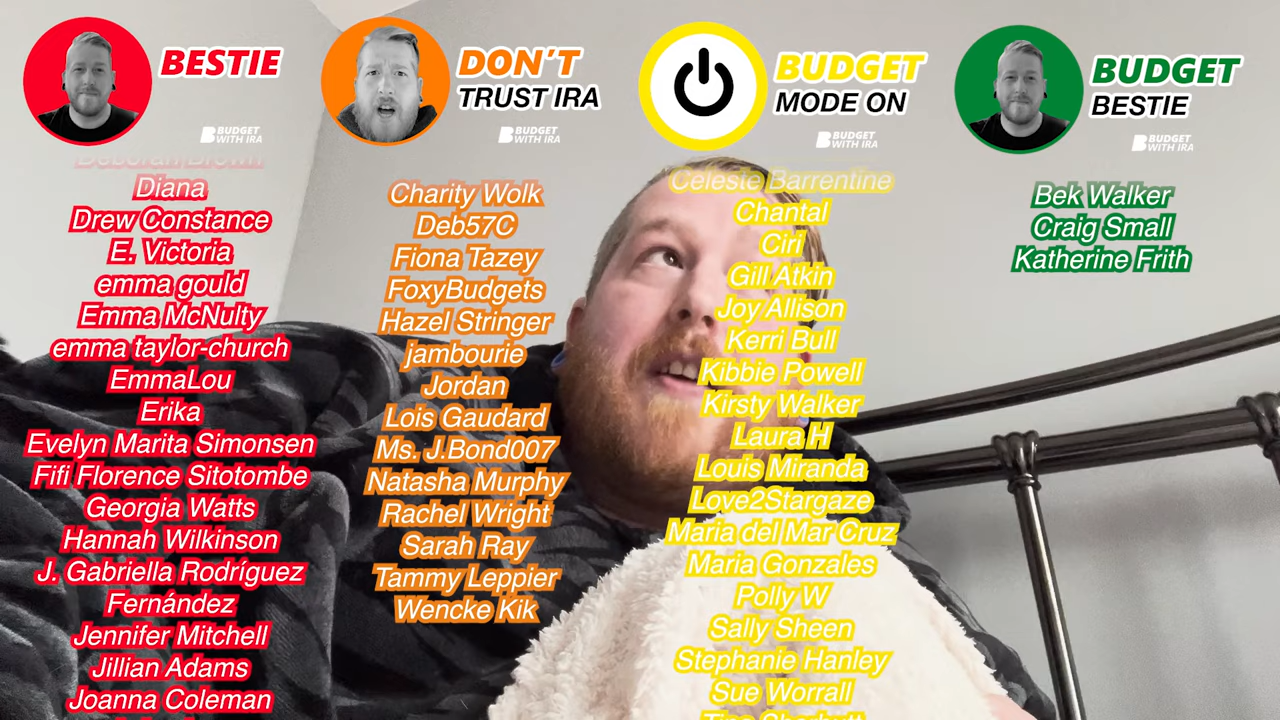 BESTIE
BUDGET
WITH IRA
Deborah Brown
Diana
Drew Constance
E. Victoria
emma gould
Emma McNulty
emma taylor-church
EmmaLou
Erika
Evelyn Marita Simonsen
Fifi Florence Sitotombe
Georgia Watts
Hannah Wilkinson
J. Gabriella Rodríguez
Fernández
Jennifer Mitchell
Jillian Adams
Joanna Coleman
DON'T
TRUST IRA
BUDGET
WITH IRA
Charity Wolk
Deb57C
Fiona Tazey
FoxyBudgets
Hazel Stringer
jambourie
Jordan
Lois Gaudard
Ms. J.Bond007
Natasha Murphy
Rachel Wright
Sarah Ray
Tammy Leppier
Wencke Kik
BUDGET
MODE ON
BUDGET
WITH IRA
Celeste Barrentine
Chantal
Ciri
Gill Atkin
Joy Allison
Kerri Bull
Kibbie Powell
Kirsty Walker
Laura H
Louis Miranda
Love2Stargaze
Maria del Mar Cruz
Maria Gonzales
Polly W
Sally Sheen
Stephanie Hanley
Sue Worrall
BUDGET
BESTIE
BUDGET
WITH IRA
Bek Walker
Craig Small
Katherine Frith